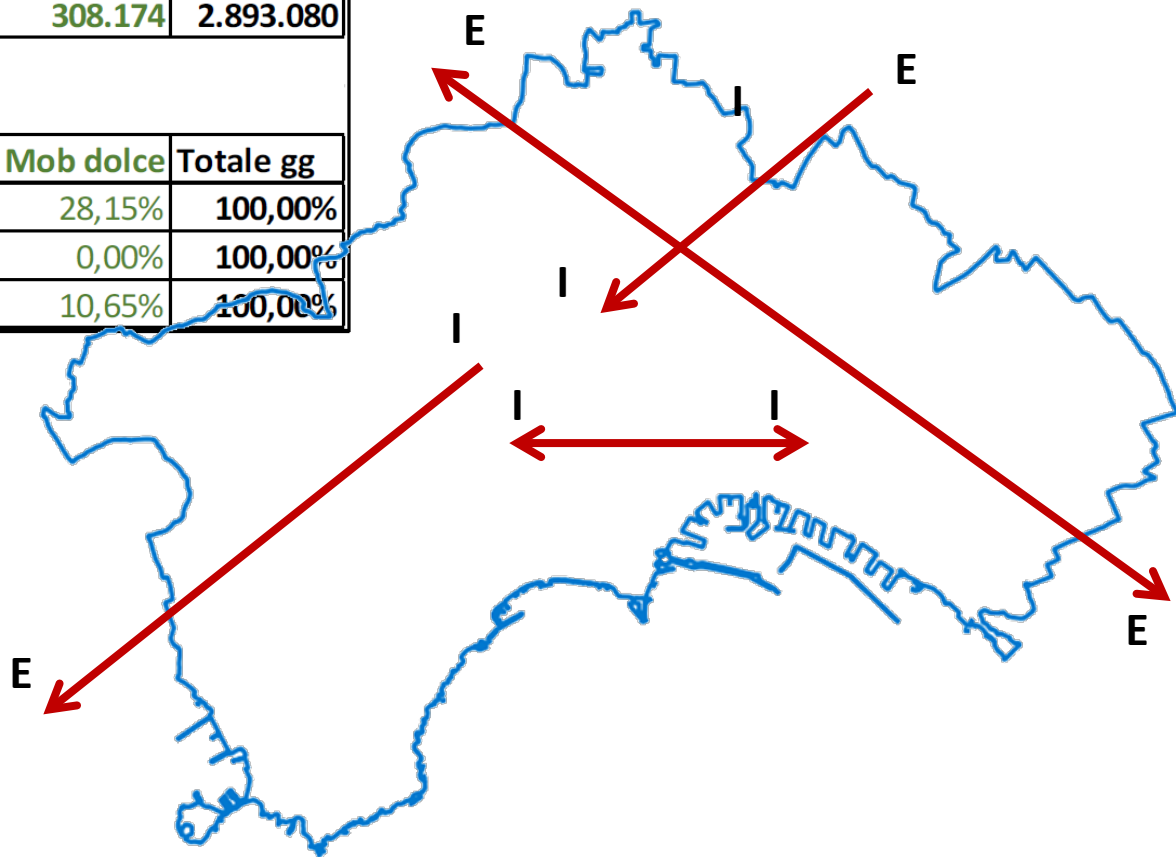 308.174 2.893.080
E
E
I
Mob dolce Totale gg
28,15% 100,00%
0,00% 100,00%
10,65% 100,00%
I
I
I I
E
E